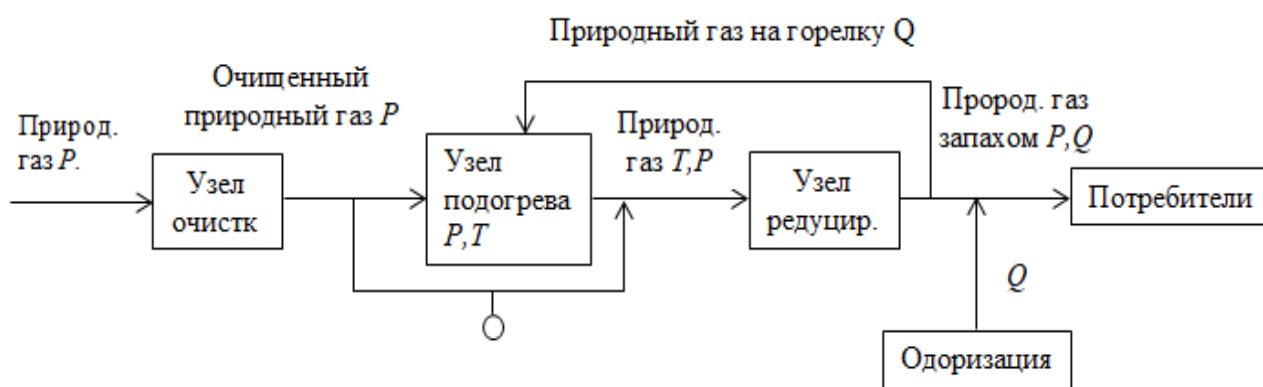 Природный газ на горелку Q
Очищенный
природный газ P
Природ.
газ P.
Узел
очистк
Узел
подогрева
P,T
Природ.
газ T,P
Узел
редуцир.
Прород. газ
запахом P,Q
Потребители
Q
Одоризация